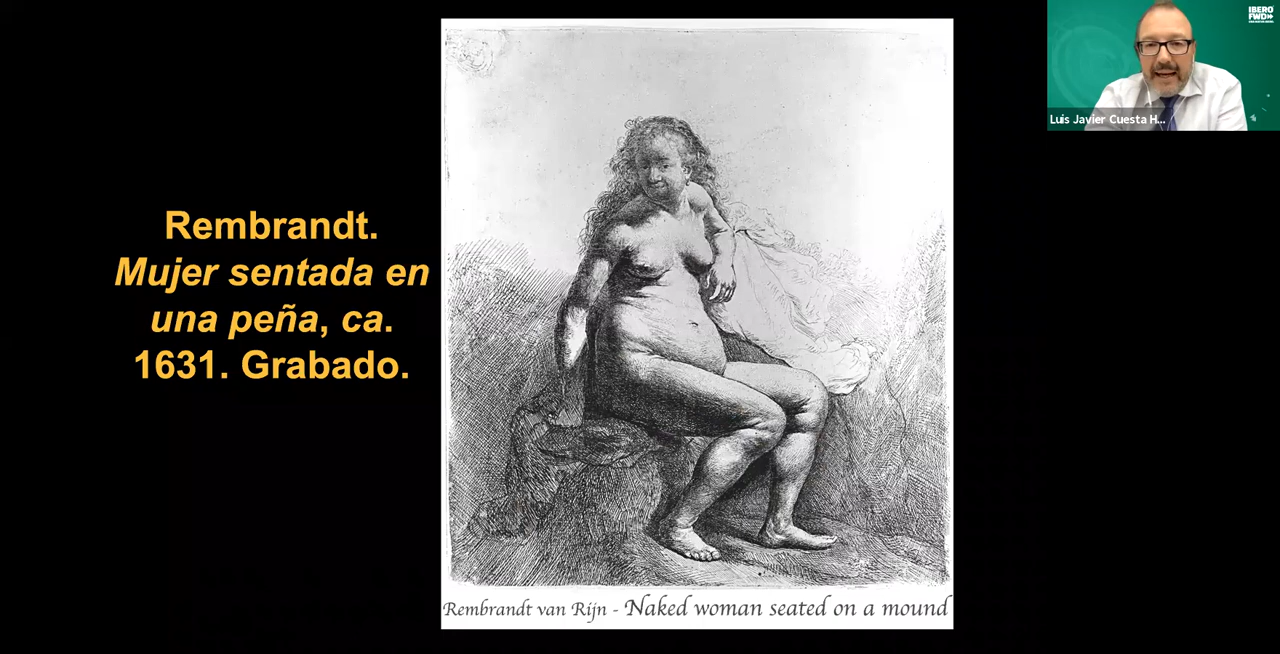 Rembrandt.
Mujer sentada en
una peña, ca.
1631. Grabado.
Rembrandt van Rijn - Naked woman seated on a mound
IBERO
FWD
Luis Javier Cuesta H...